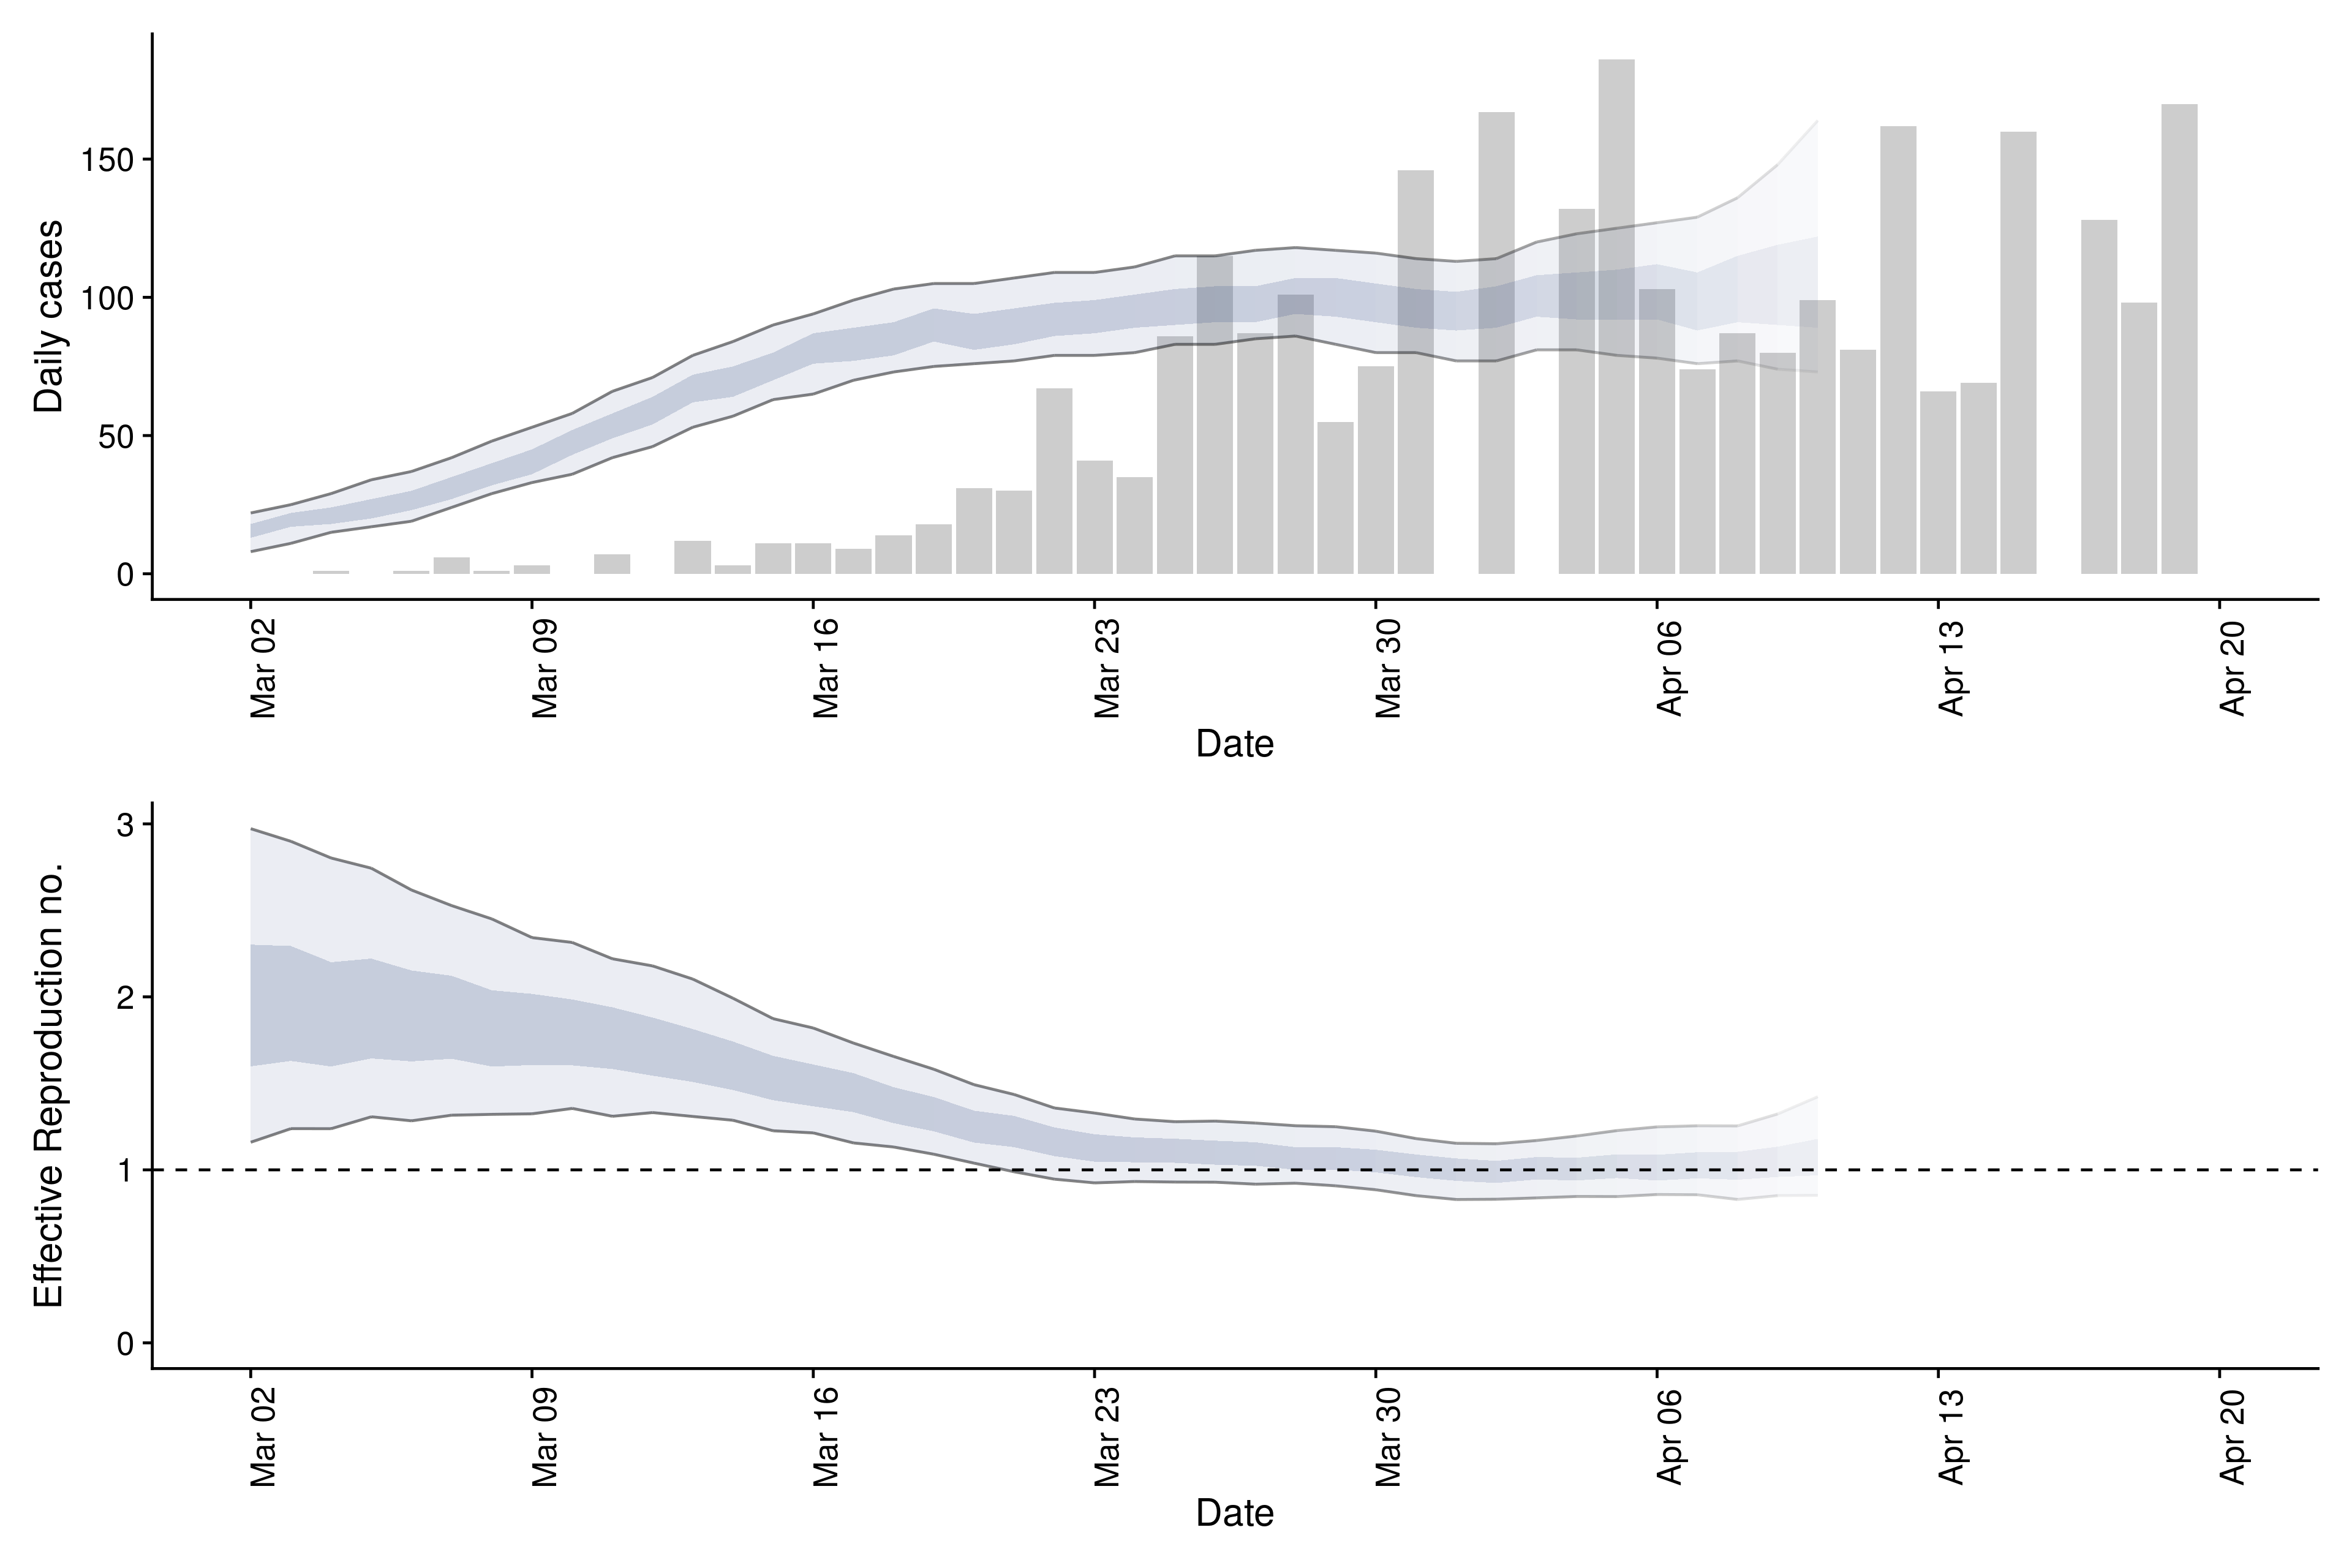 Daily cases
150
100
50
0
Mar 02
Mar 09
Mar 16
Mar 23
Mar 30
Apr 06
Apr 13
Apr 20
Date
Effective Reproduction no.
3
2
1
0
Mar 02
Mar 09
Mar 16
Mar 23
Mar 30
Apr 06
Apr 13
Apr 20
Date